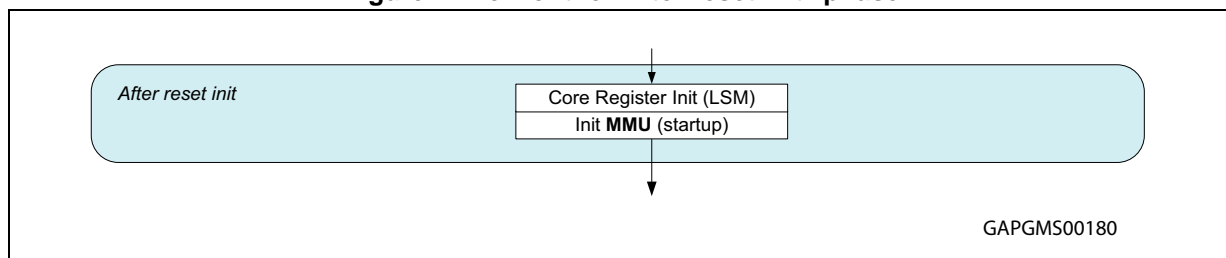 After reset init
Core Register Init (LSM)
Init MMU (startup)
GAPGMS00180